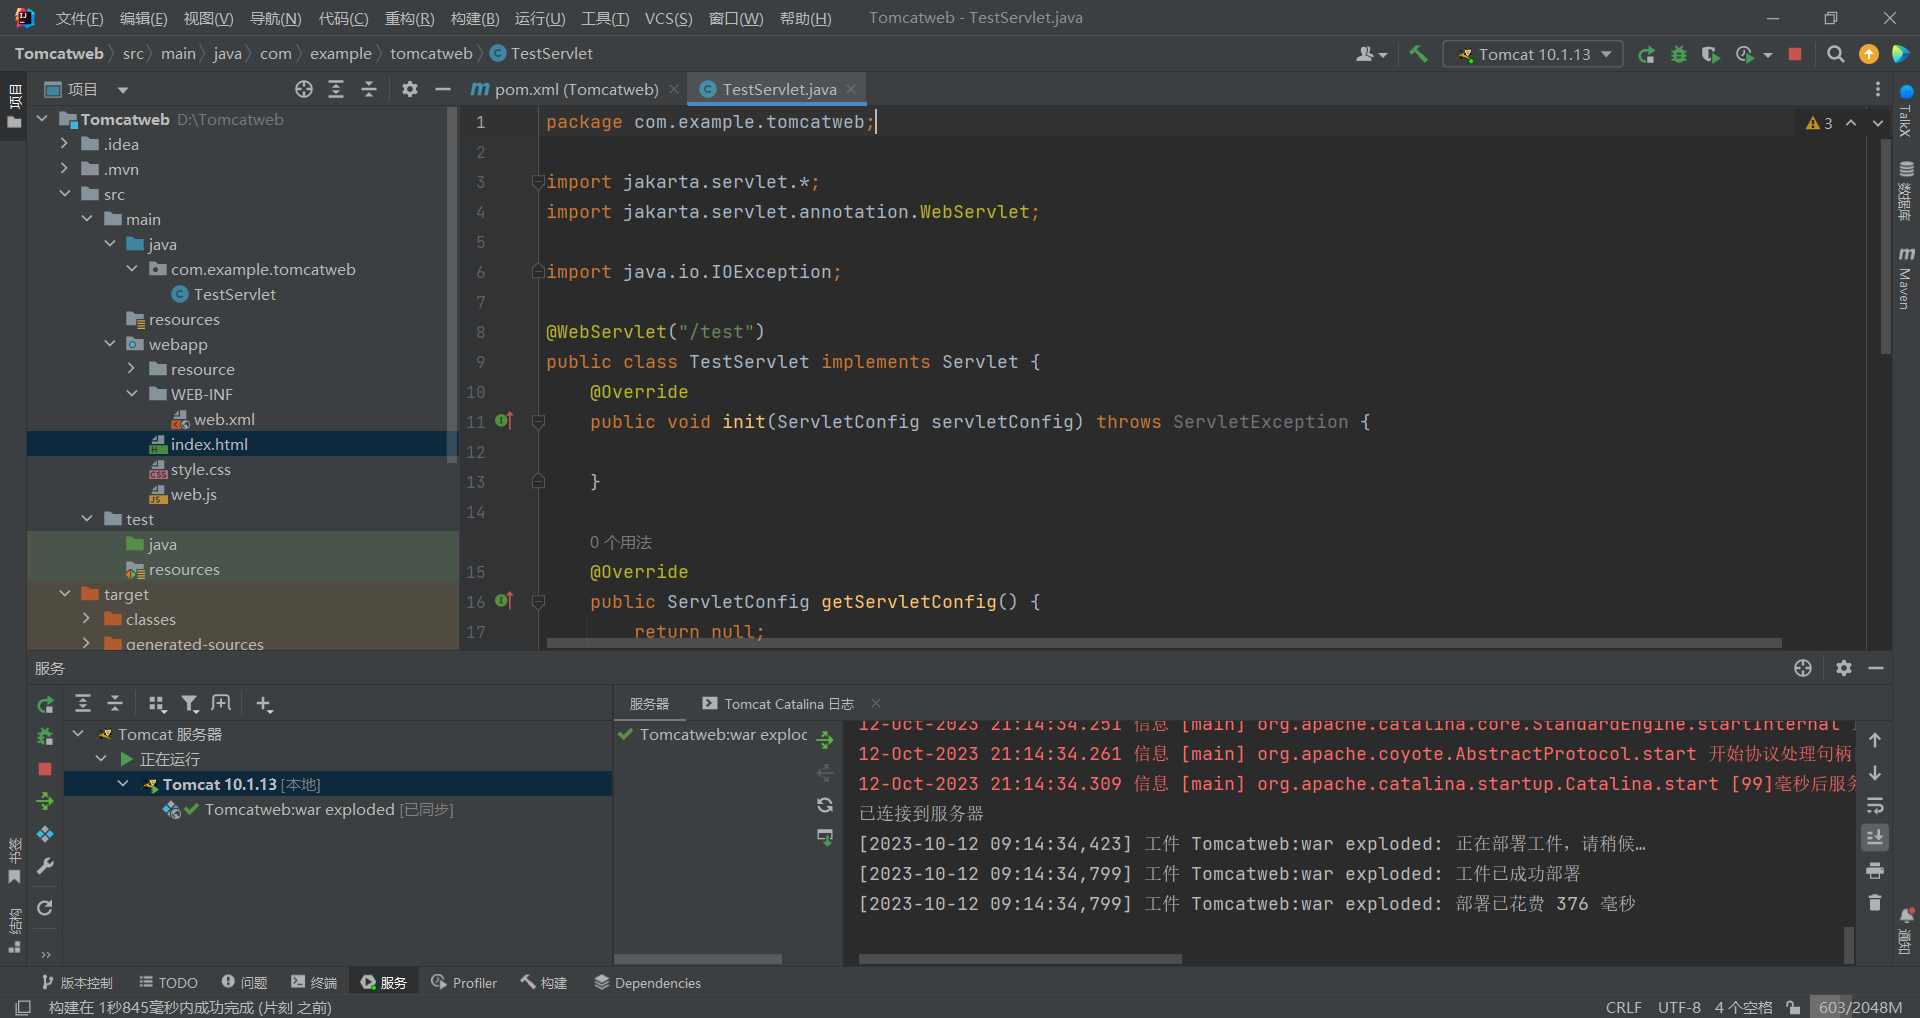 文件(F) 编辑(E) 视图(V) 导航(N) 代码(C) 重构(R) 构建(B) 运行(U) 工具(T) VCS(S) 窗口(W) 帮助(H) Tomcatweb - TestServlet.java
Tomcatweb src main java com example tomcatweb TestServlet Tomcat 10.1.13
项目
项目
pom.xml (Tomcatweb)
TestServlet.java
Tomcatweb D:\Tomcatweb
.idea
.mvn
src
main
java
com.example.tomcatweb
TestServlet
resources
webapp
resource
WEB-INF
web.xml
index.html
style.css
web.js
test
java
resources
target
classes
generated-sources
1 package com.example.tomcatweb;
2
3 import jakarta.servlet.*;
4 import jakarta.servlet.annotation.WebServlet;
5
6 import java.io.IOException;
7
8 @WebServlet("/test")
9 public class TestServlet implements Servlet {
10 @Override
11 public void init(ServletConfig servletConfig) throws ServletException {
12
13 }
14
0 个用法
15 @Override
16 public ServletConfig getServletConfig() {
17 return null;
3
TalkX
数据库
Maven
通知
服务
Tomcat 服务器
正在运行
Tomcat 10.1.13 [本地]
Tomcatweb:war exploded [已同步]
服务器
Tomcat Catalina 日志
Tomcatweb:war exploc
12-Oct-2023 21:14:34.251 信息 [main] org.apache.catalina.core.StandardEngine.startInternal
12-Oct-2023 21:14:34.261 信息 [main] org.apache.coyote.AbstractProtocol.start 开始协议处理句柄
12-Oct-2023 21:14:34.309 信息 [main] org.apache.catalina.startup.Catalina.start [99]毫秒后服务
已连接到服务器
[2023-10-12 09:14:34,423] 工件 Tomcatweb:war exploded: 正在部署工件，请稍候…
[2023-10-12 09:14:34,799] 工件 Tomcatweb:war exploded: 工件已成功部署
[2023-10-12 09:14:34,799] 工件 Tomcatweb:war exploded: 部署已花费 376 毫秒
书签
结构
版本控制 TODO 问题 终端 服务 Profiler 构建 Dependencies
构建在 1秒845毫秒内成功完成 (片刻 之前) CRLF UTF-8 4 个空格 603/2048M